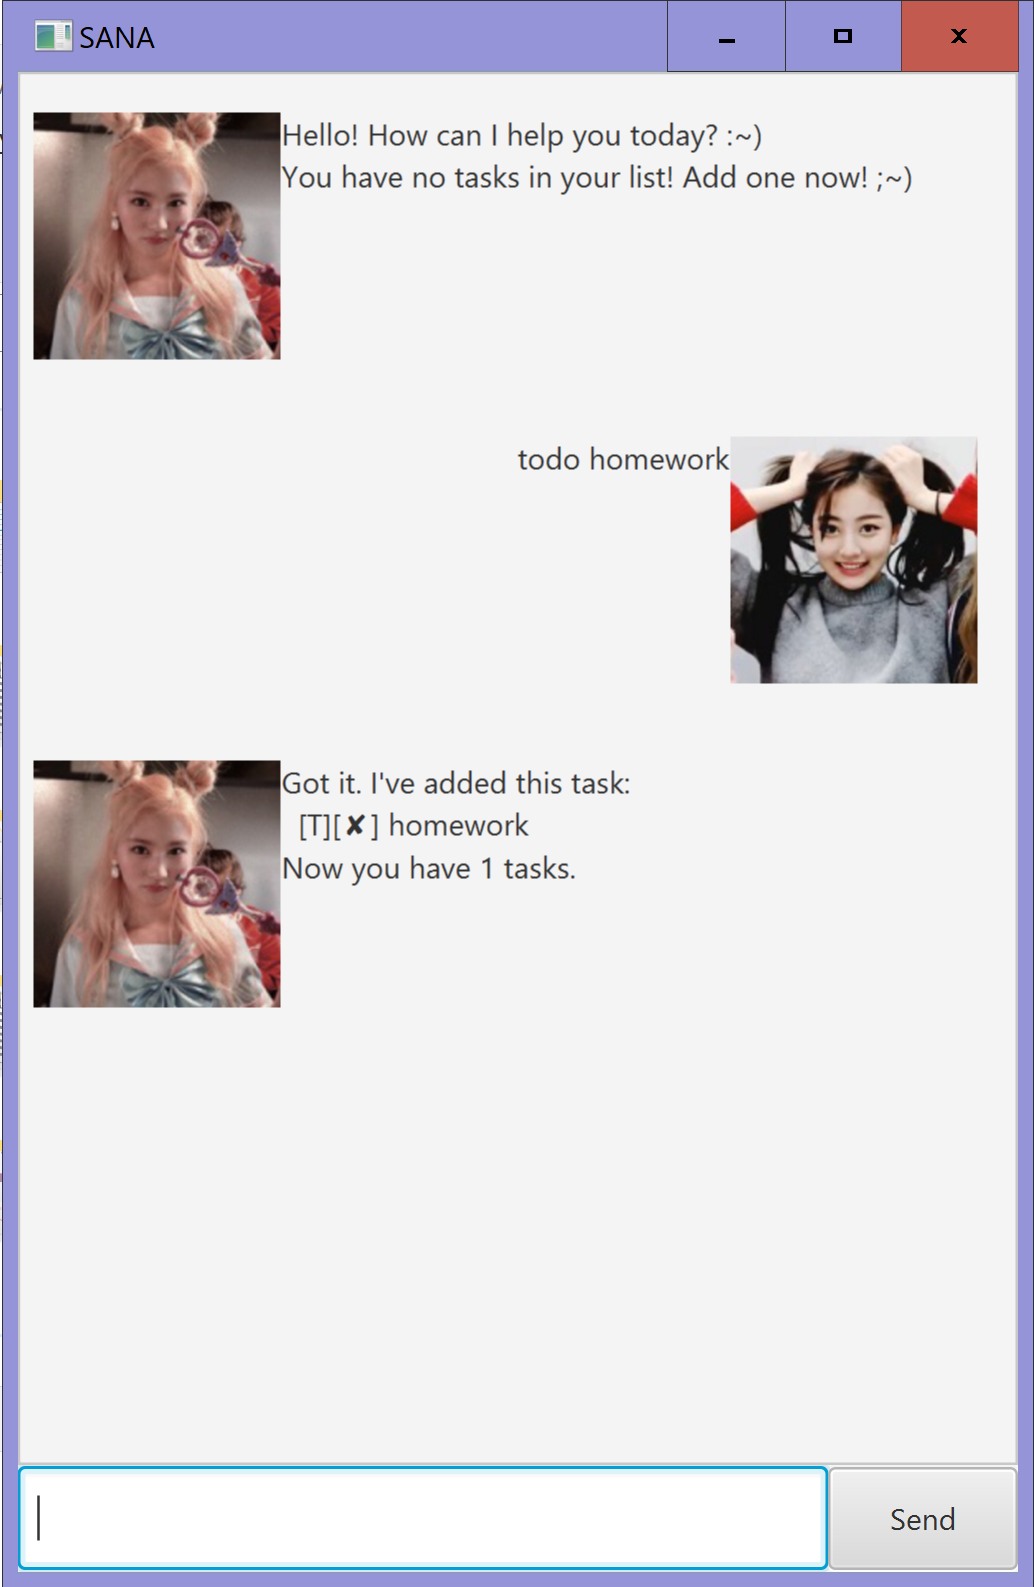 SANA
Hello! How can I help you today? :~)
You have no tasks in your list! Add one now! ;~)
todo homework
Got it. I've added this task:
[T][✘] homework
Now you have 1 tasks.
Send